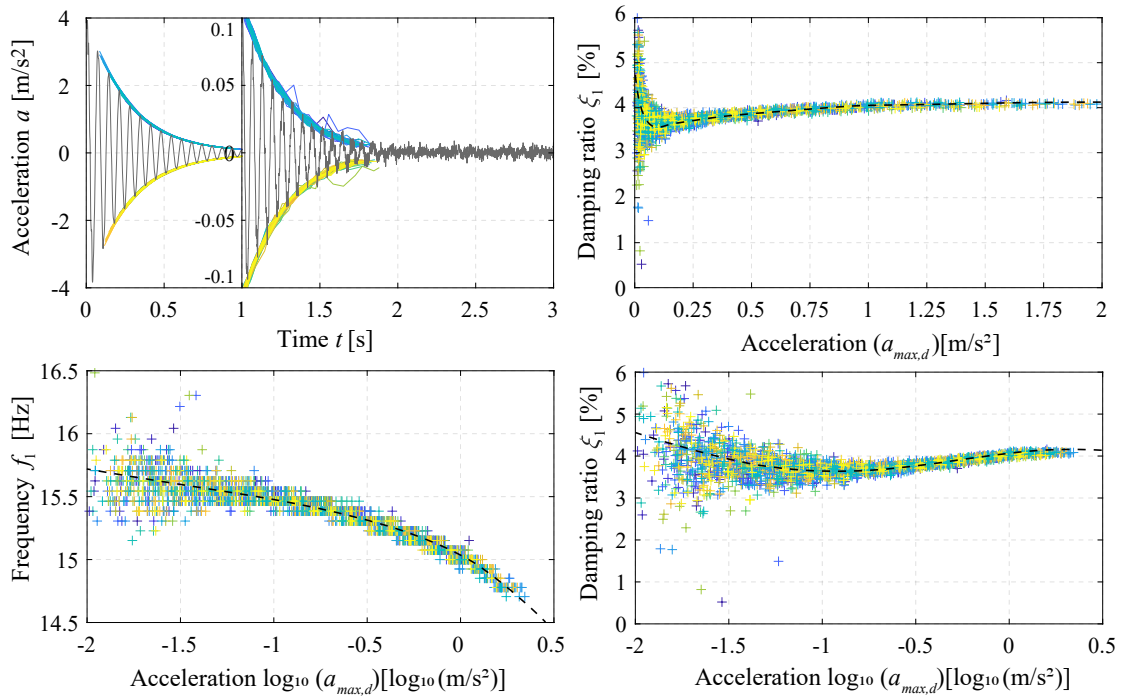 4
2
0
-2
-4
Acceleration a [m/s²]
0.1
0.05
0
-0.05
-0.1
0 0.5 1 1.5 2 2.5 3
Time t [s]
6
5
4
3
2
1
0
Damping ratio ξ₁ [%]
0 0.25 0.5 0.75 1 1.25 1.5 1.75 2
Acceleration (a_max,d)[m/s²]
16.5
16
15.5
15
14.5
Frequency f₁ [Hz]
-2 -1.5 -1 -0.5 0 0.5
Acceleration log₁₀ (a_max,d)[log₁₀(m/s²)]
6
5
4
3
2
1
0
Damping ratio ξ₁ [%]
-2 -1.5 -1 -0.5 0 0.5
Acceleration log₁₀ (a_max,d)[log₁₀(m/s²)]